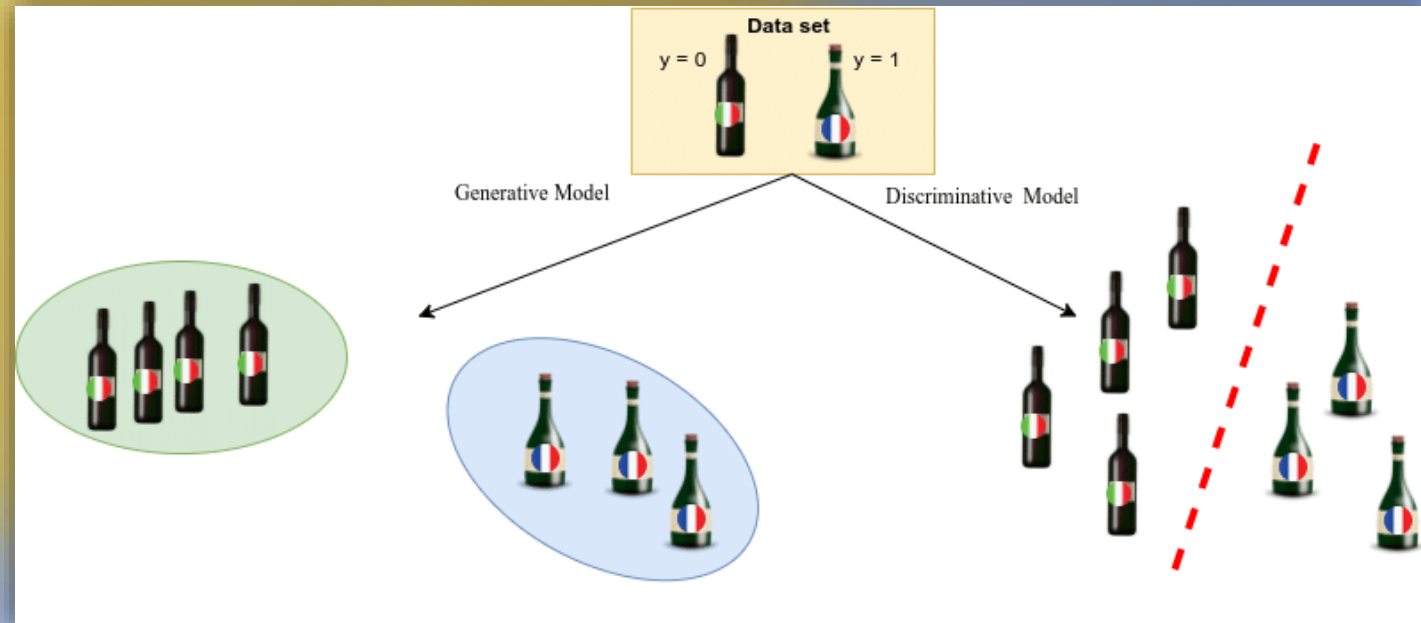 Data set
y = 0
y = 1
Generative Model
Discriminative Model